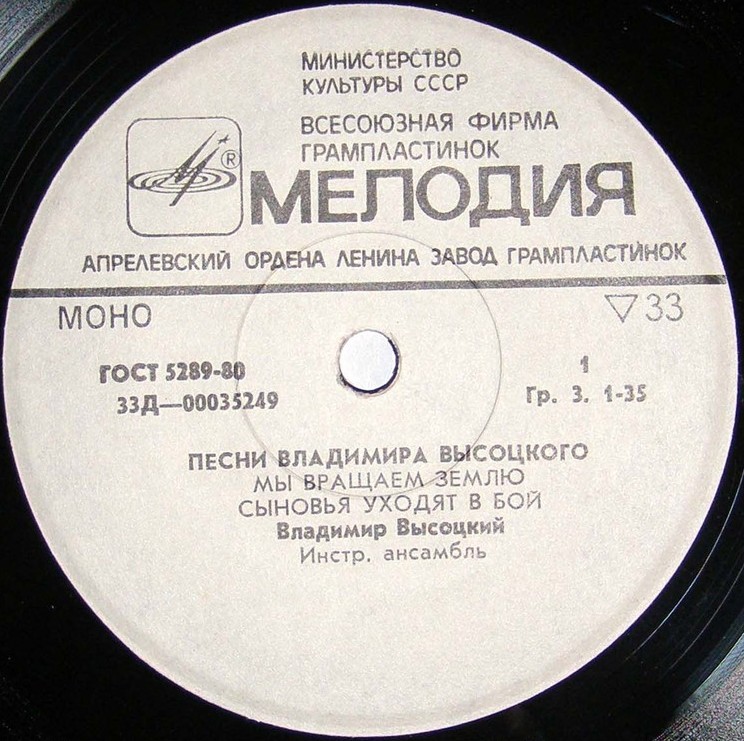 МИНИСТЕРСТВО
КУЛЬТУРЫ СССР
ВСЕСОЮЗНАЯ ФИРМА
ГРАМПЛАСТИНОК
®
МЕЛОДИЯ
АПРЕЛЕВСКИЙ ОРДЕНА ЛЕНИНА ЗАВОД ГРАМПЛАСТИНОК
МОНО ▽33
ГОСТ 5289-80 1
33Д—00035249 Гр. 3. 1-35
ПЕСНИ ВЛАДИМИРА ВЫСОЦКОГО
МЫ ВРАЩАЕМ ЗЕМЛЮ
СЫНОВЬЯ УХОДЯТ В БОЙ
Владимир Высоцкий
Инстр. ансамбль